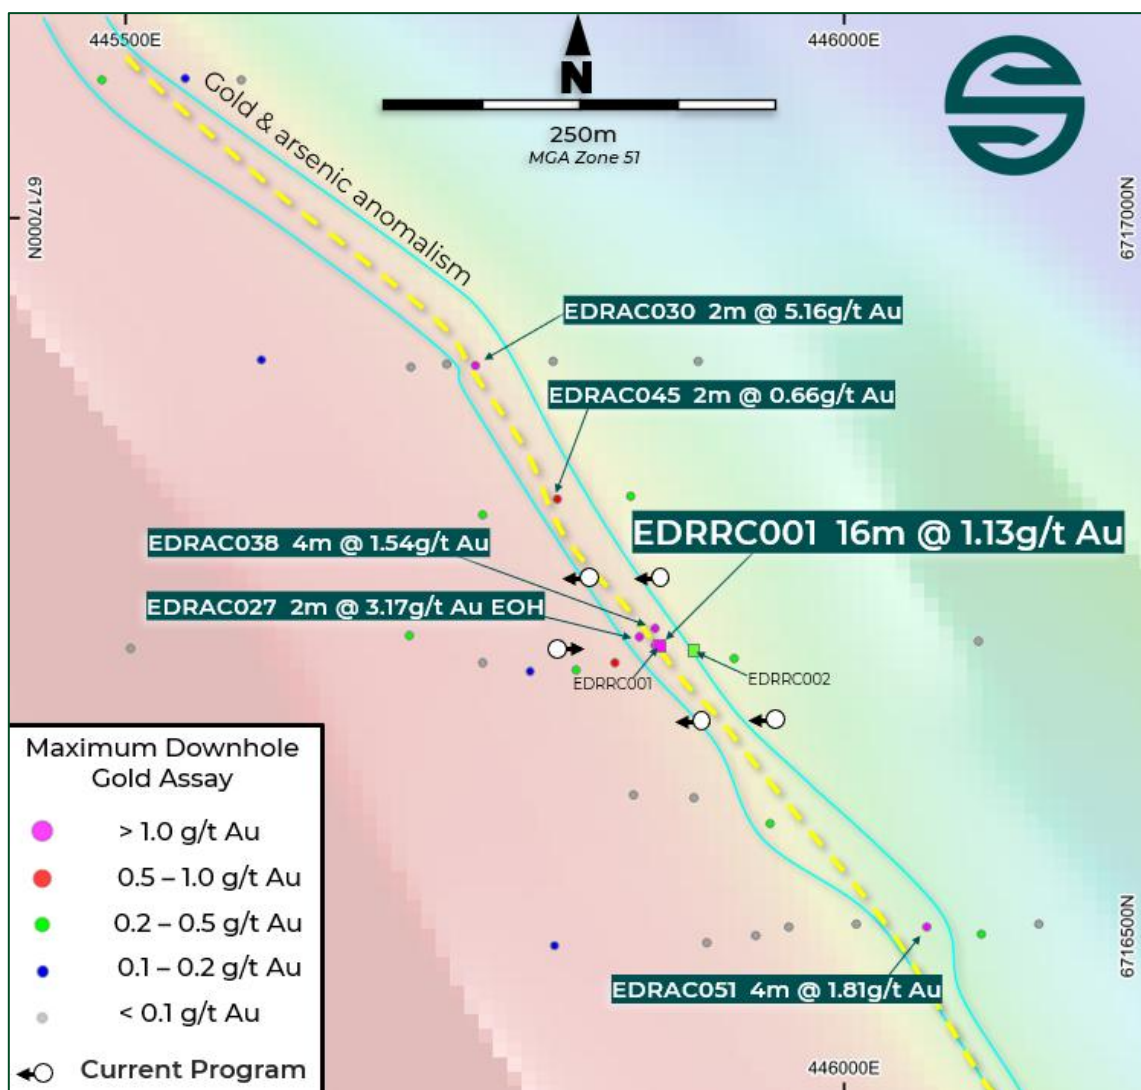 445500E
446000E
N
250m
MGA Zone 51
Gold & arsenic anomalism
6717000N
6717000N
EDRAC030 2m @ 5.16g/t Au
EDRAC045 2m @ 0.66g/t Au
EDRRC001 16m @ 1.13g/t Au
EDRAC038 4m @ 1.54g/t Au
EDRAC027 2m @ 3.17g/t Au EOH
EDRRC001
EDRRC002
Maximum Downhole
Gold Assay
> 1.0 g/t Au
0.5 – 1.0 g/t Au
0.2 – 0.5 g/t Au
0.1 – 0.2 g/t Au
< 0.1 g/t Au
Current Program
6716500N
EDRAC051 4m @ 1.81g/t Au
446000E